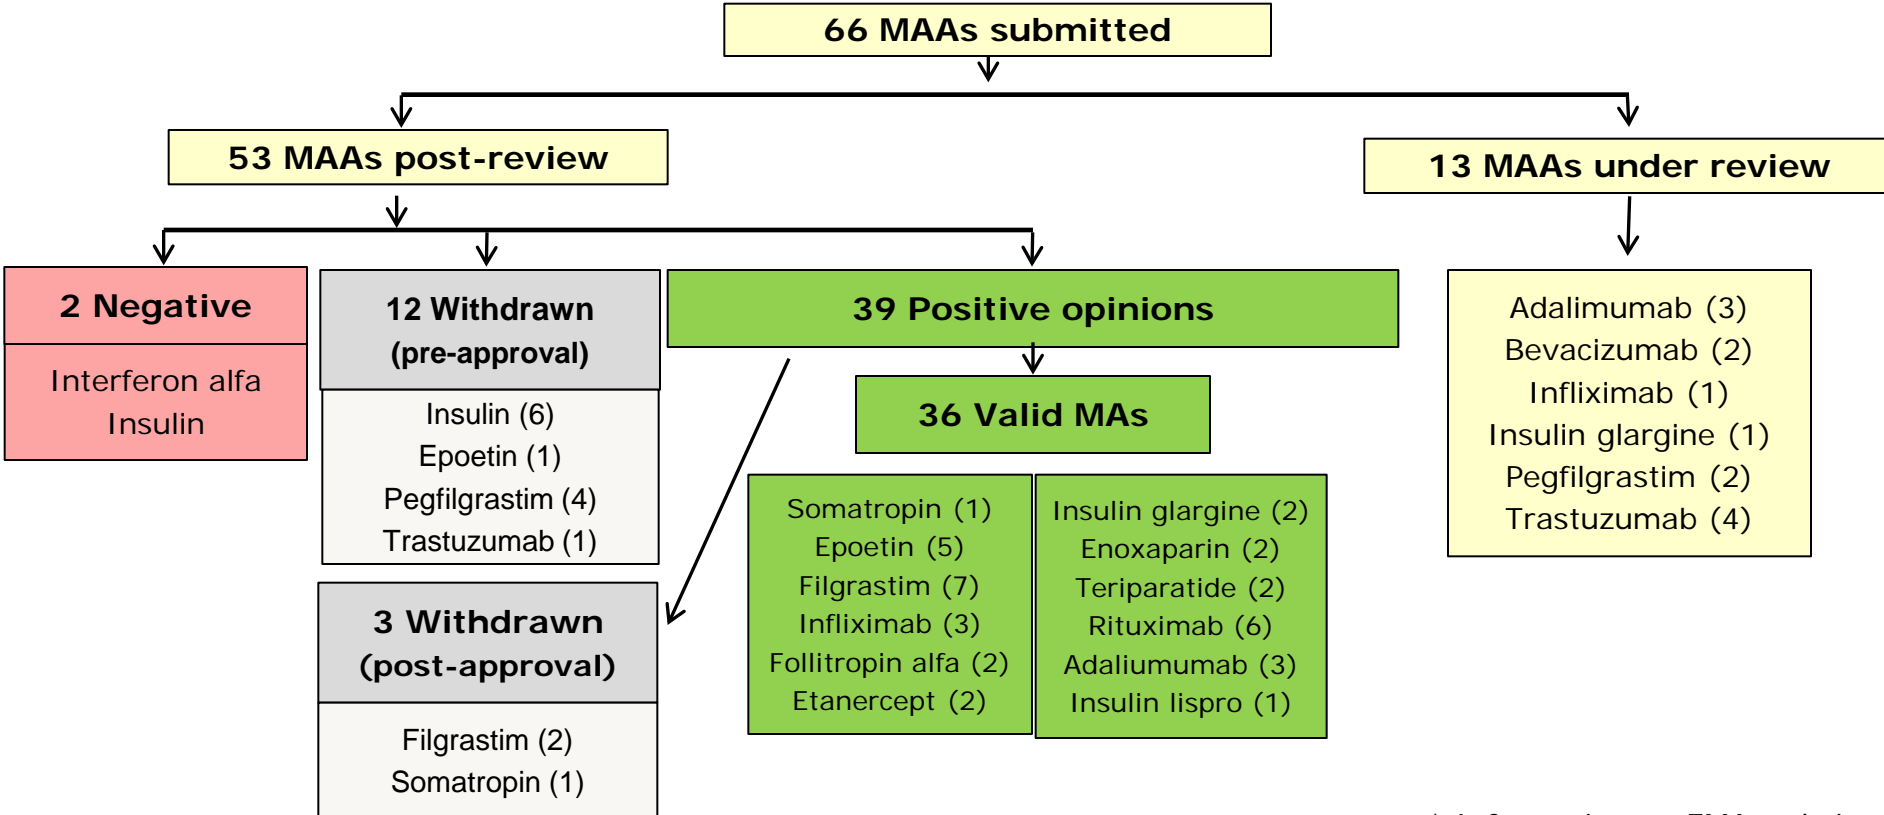 66 MAAs submitted
53 MAAs post-review
13 MAAs under review
2 Negative
Interferon alfa
Insulin
12 Withdrawn
(pre-approval)
Insulin (6)
Epoetin (1)
Pegfilgrastim (4)
Trastuzumab (1)
3 Withdrawn
(post-approval)
Filgrastim (2)
Somatropin (1)
39 Positive opinions
36 Valid MAs
Somatropin (1)
Epoetin (5)
Filgrastim (7)
Infliximab (3)
Follitropin alfa (2)
Etanercept (2)
Insulin glargine (2)
Enoxaparin (2)
Teriparatide (2)
Rituximab (6)
Adaliumumab (3)
Insulin lispro (1)
Adalimumab (3)
Bevacizumab (2)
Infliximab (1)
Insulin glargine (1)
Pegfilgrastim (2)
Trastuzumab (4)